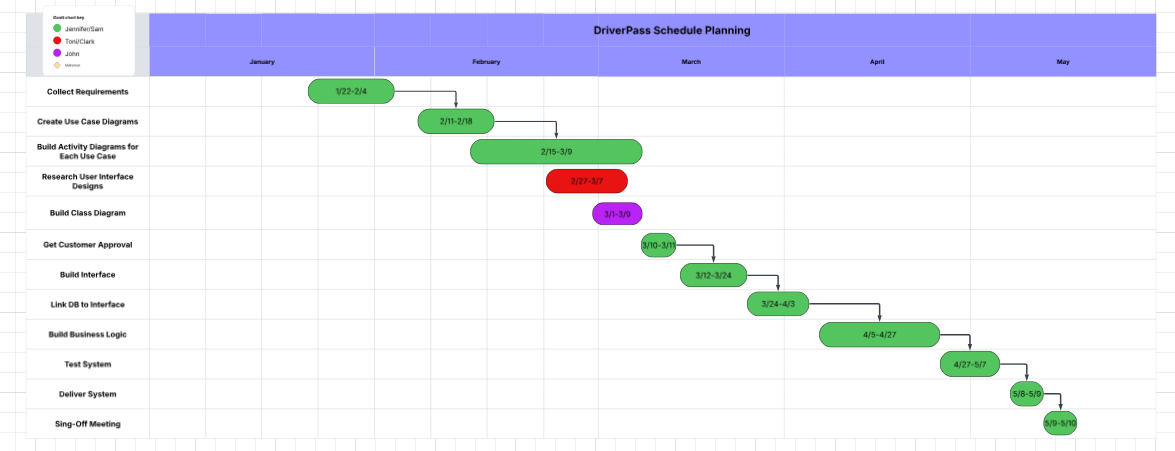 Gantt chart key
Jennifer/Sam
Toni/Clark
John
Milestone
DriverPass Schedule Planning
January
February
March
April
May
Collect Requirements
1/22-2/4
Create Use Case Diagrams
2/11-2/18
Build Activity Diagrams for
Each Use Case
2/15-3/9
Research User Interface
Designs
2/27-3/7
Build Class Diagram
3/1-3/9
Get Customer Approval
3/10-3/11
Build Interface
3/12-3/24
Link DB to Interface
3/24-4/3
Build Business Logic
4/5-4/27
Test System
4/27-5/7
Deliver System
5/8-5/9
Sing-Off Meeting
5/9-5/10